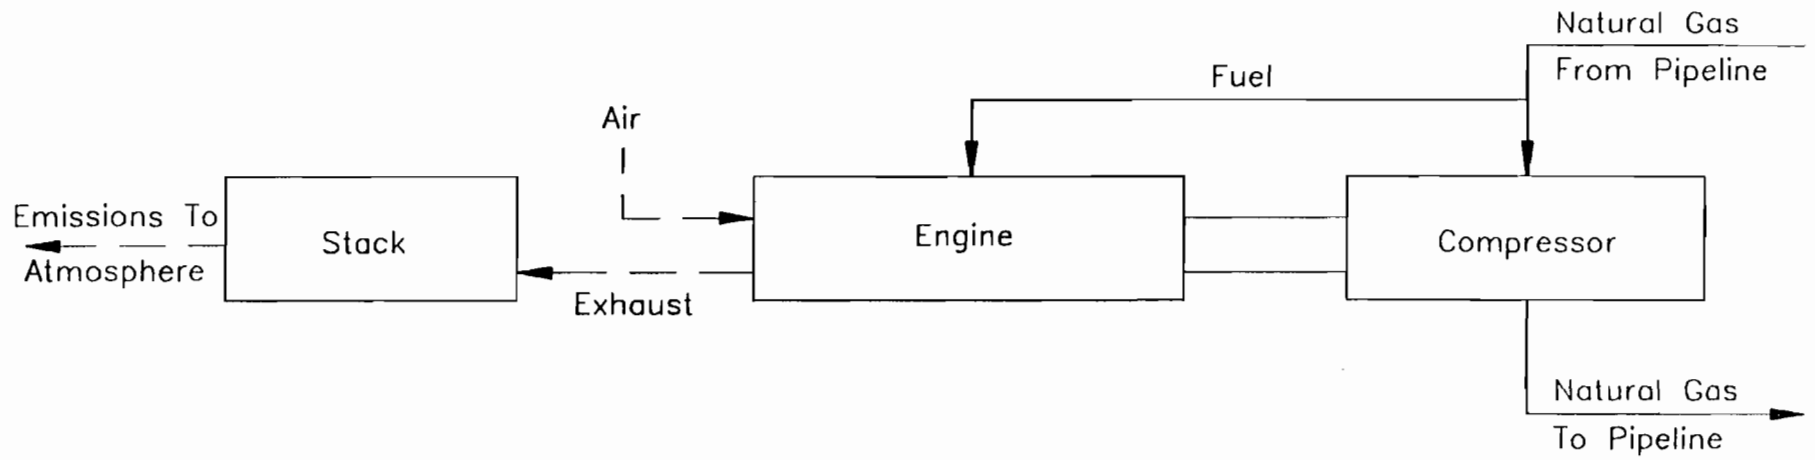 Natural Gas
From Pipeline
Fuel
Air
Emissions To
Atmosphere
Stack
Exhaust
Engine
Compressor
Natural Gas
To Pipeline